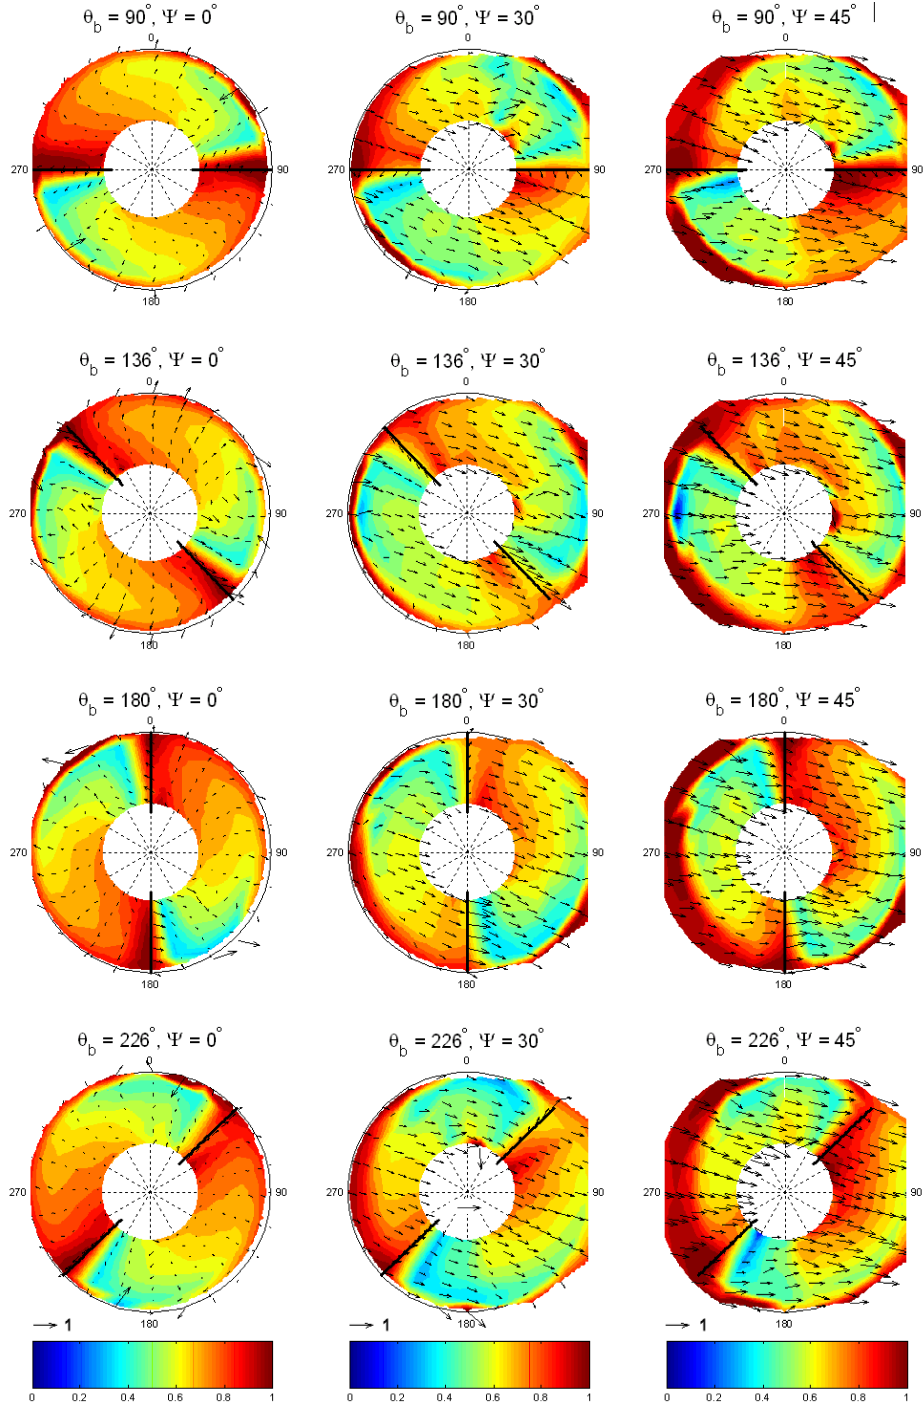 θb = 90°, Ψ = 0° θb = 90°, Ψ = 30° θb = 90°, Ψ = 45°
0 0 0
270 90 270 90 270 90
180 180 180
θb = 136°, Ψ = 0° θb = 136°, Ψ = 30° θb = 136°, Ψ = 45°
0 0 0
270 90 270 90 270 90
180 180 180
θb = 180°, Ψ = 0° θb = 180°, Ψ = 30° θb = 180°, Ψ = 45°
0 0 0
270 90 270 90 270 90
180 180 180
θb = 226°, Ψ = 0° θb = 226°, Ψ = 30° θb = 226°, Ψ = 45°
0 0 0
270 90 270 90 270 90
180 180 180
1 1 1
0 0.2 0.4 0.6 0.8 1 0 0.2 0.4 0.6 0.8 1 0 0.2 0.4 0.6 0.8 1